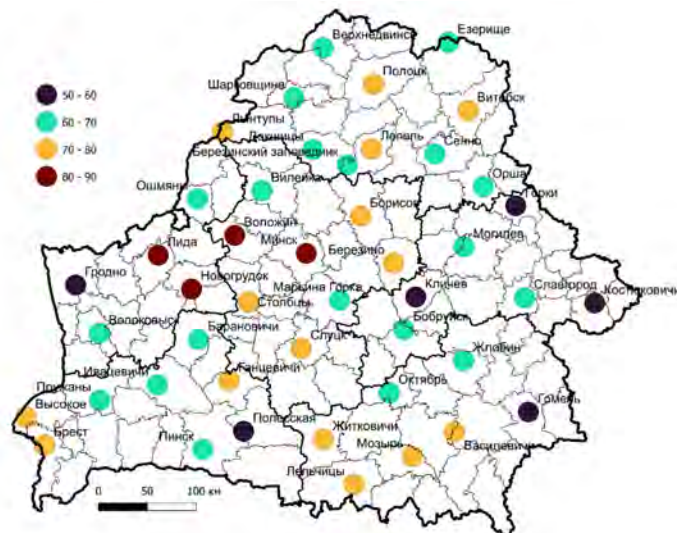 Верхнедвинск
Езерище
Полоцк
Шарковщина
Витебск
50 - 60
60 - 70
70 - 80
80 - 90
Лынтупы
Докшицы
Лепель
Березинский заповедник
Сенно
Вилейка
Орша
Ошмяны
Горки
Борисов
Воложин
Минск
Могилев
Лида
Березино
Гродно
Новогрудок
Марьина Горка
Кличев
Славгород
Костюковичи
Столбцы
Волковыск
Барановичи
Бобруйск
Слуцк
Жлобин
Ивацевичи
Ганцевичи
Октябрь
Пружаны
Высокое
Гомель
Полесская
Брест
Житковичи
Пинск
Мозырь
Василевичи
Лельчицы
0 50 100 км